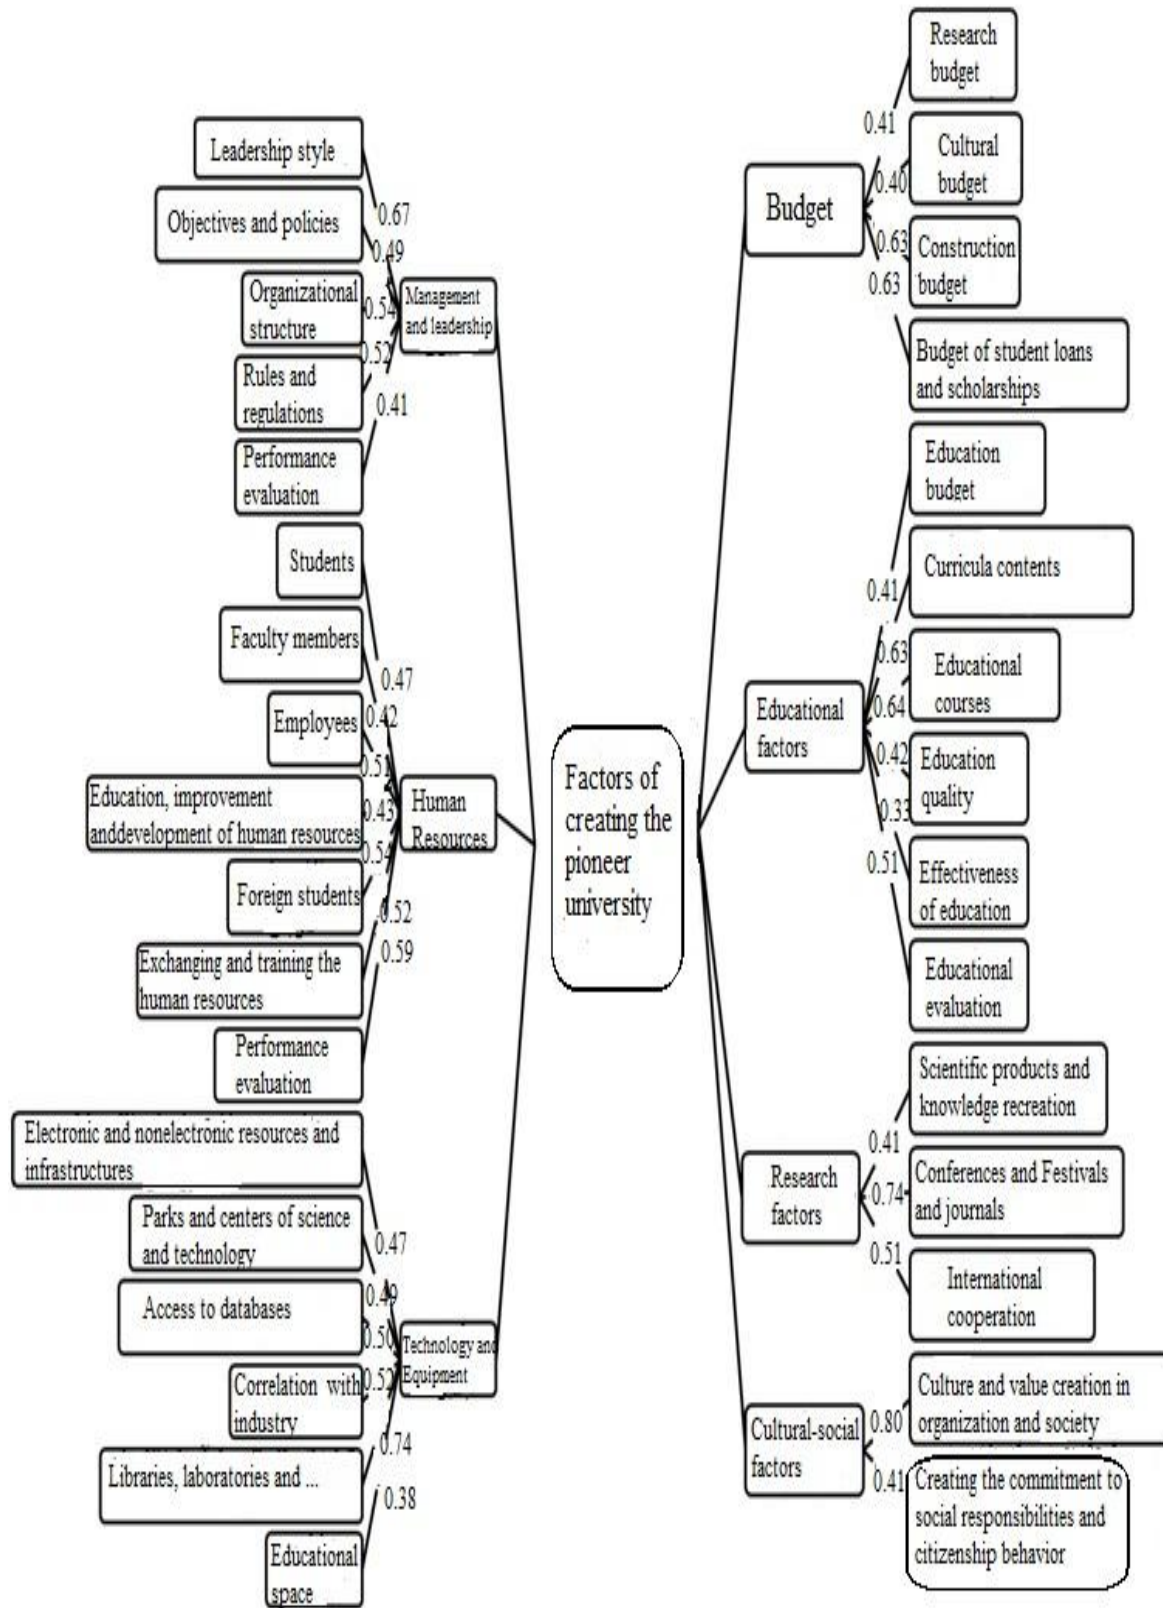 Leadership style
Objectives and policies
Organizational
structure
Rules and
regulations
Performance
evaluation
0.67
0.49
0.54
0.52
0.41
Management
and leadership
Students
Faculty members
Employees
Education, improvement
anddevelopment of human resources
Foreign students
Exchanging and training the
human resources
Performance
evaluation
0.47
0.42
0.51
0.43
0.54
0.52
0.59
Human
Resources
Electronic and nonelectronic resources and
infrastructures
Parks and centers of science
and technology
Access to databases
Correlation with
industry
Libraries, laboratories and ...
Educational
space
0.47
0.49
0.50
0.52
0.74
0.38
Technology and
Equipment
Factors of
creating the
pioneer
university
Budget
0.41
0.40
0.63
0.63
Research
budget
Cultural
budget
Construction
budget
Budget of student loans
and scholarships
Educational
factors
0.41
0.63
0.64
0.42
0.33
0.51
Education
budget
Curricula contents
Educational
courses
Education
quality
Effectiveness
of education
Educational
evaluation
Research
factors
0.41
0.74
0.51
Scientific products and
knowledge recreation
Conferences and Festivals
and journals
International
cooperation
Cultural-social
factors
0.80
0.41
Culture and value creation in
organization and society
Creating the commitment to
social responsibilities and
citizenship behavior